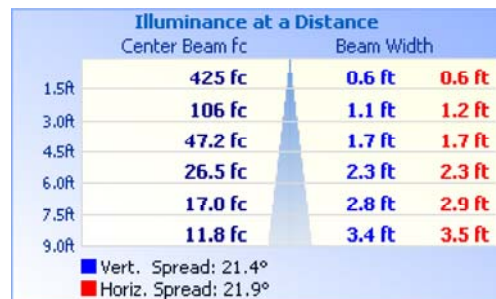 Illuminance at a Distance
Center Beam fc Beam Width
1.5ft 425 fc 0.6 ft 0.6 ft
3.0ft 106 fc 1.1 ft 1.2 ft
4.5ft 47.2 fc 1.7 ft 1.7 ft
6.0ft 26.5 fc 2.3 ft 2.3 ft
7.5ft 17.0 fc 2.8 ft 2.9 ft
9.0ft 11.8 fc 3.4 ft 3.5 ft
Vert. Spread: 21.4°
Horiz. Spread: 21.9°